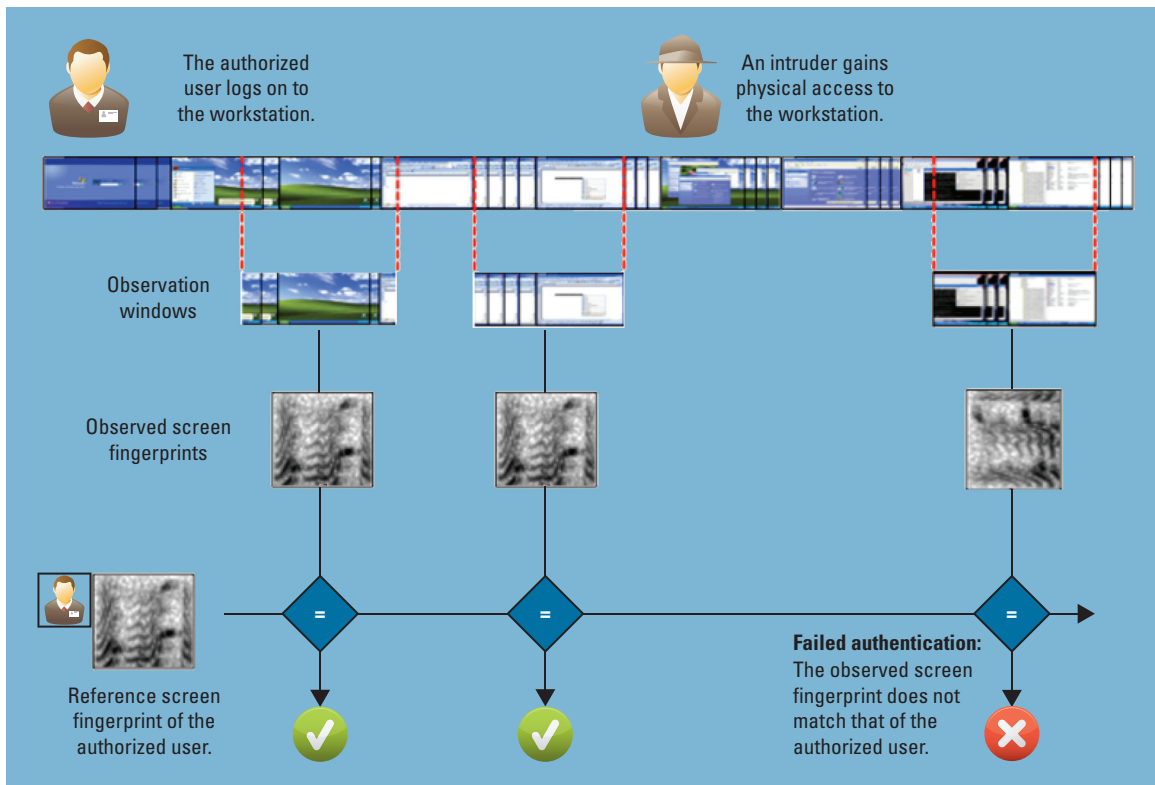 The authorized
user logs on to
the workstation.
An intruder gains
physical access to
the workstation.
Observation
windows
Observed screen
fingerprints
=
=
=
Reference screen
fingerprint of the
authorized user.
Failed authentication:
The observed screen
fingerprint does not
match that of the
authorized user.